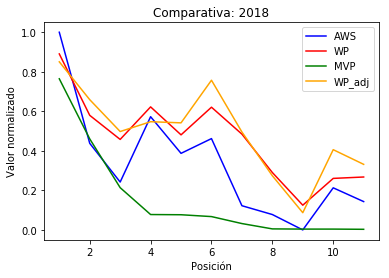 Comparativa: 2018
AWS
WP
MVP
WP_adj
Valor normalizado
1.0
0.8
0.6
0.4
0.2
0.0
2 4 6 8 10
Posición